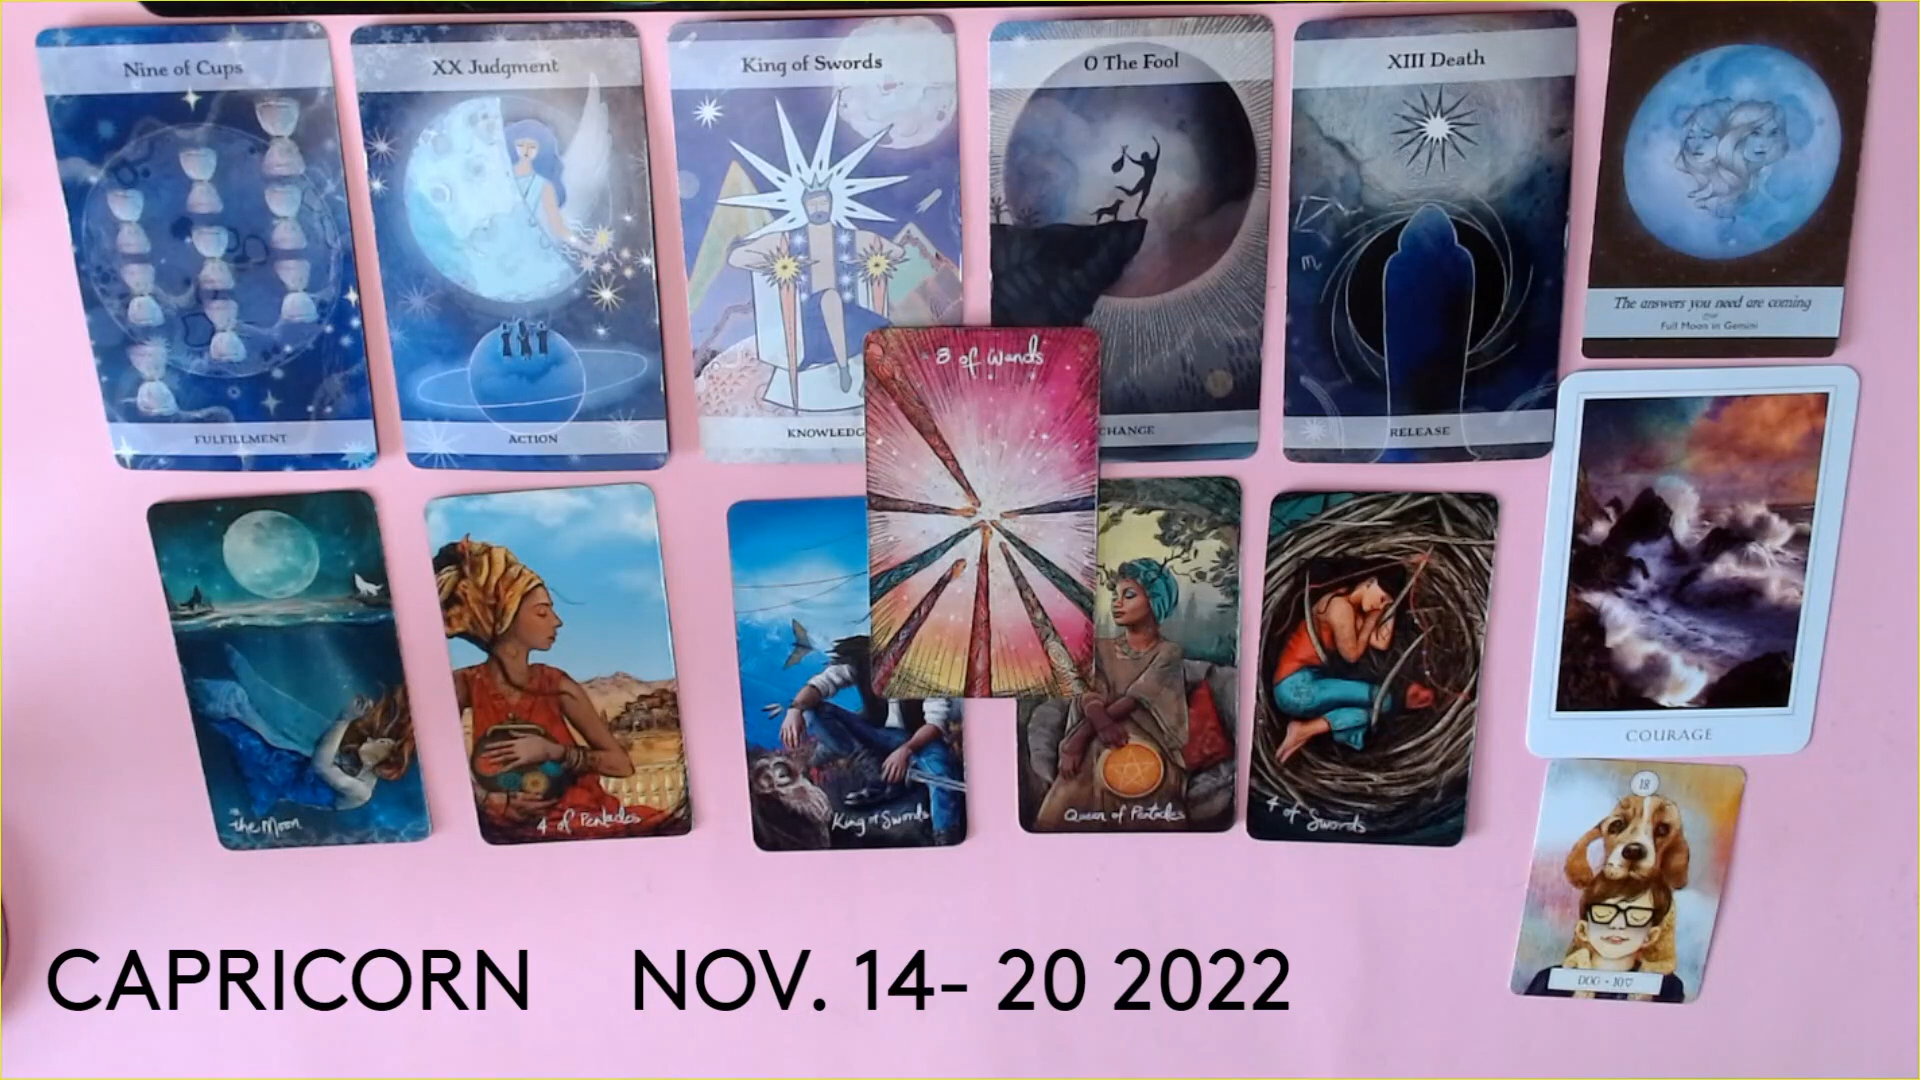 Nine of Cups
XX Judgment
King of Swords
0 The Fool
XIII Death
FULFILLMENT
ACTION
KNOWLEDG
CHANGE
RELEASE
The answers you need are coming
Full Moon in Gemini
8 of Wands
COURAGE
the Moon
4 of Pentacles
King of Swords
Queen of Pentacles
4 of Swords
18
DOG • 10♡
CAPRICORN NOV. 14- 20 2022